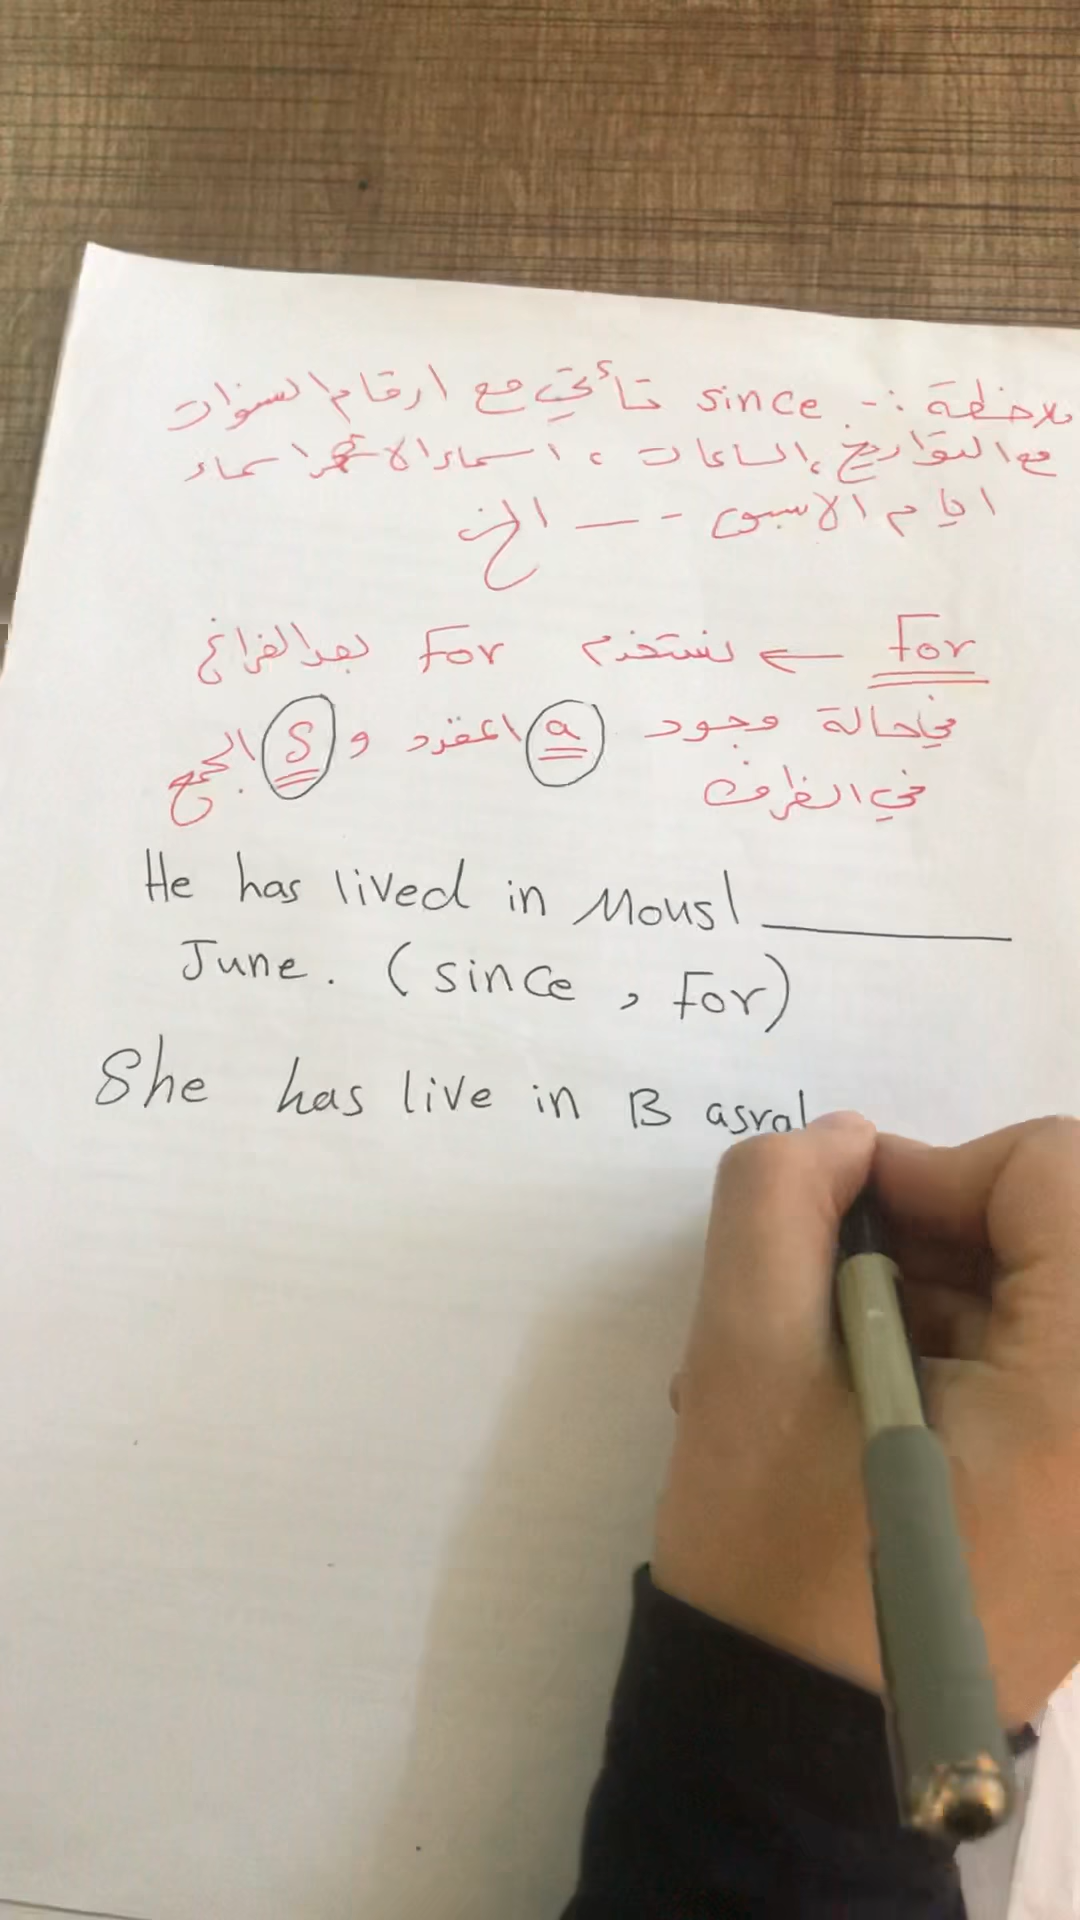 ملاحظة :- since تأتي مع ارقام السنوات
مع التواريخ ، الساعات ، اسماء الاشهر اسماء
ايام الاسبوع - — — الخ
For ← نستخدم For بعد الفراغ
في حالة وجود a المفرد و S الجمع
في الظرف
He has lived in Mousl ________
June. (since , For)
She has live in Basra